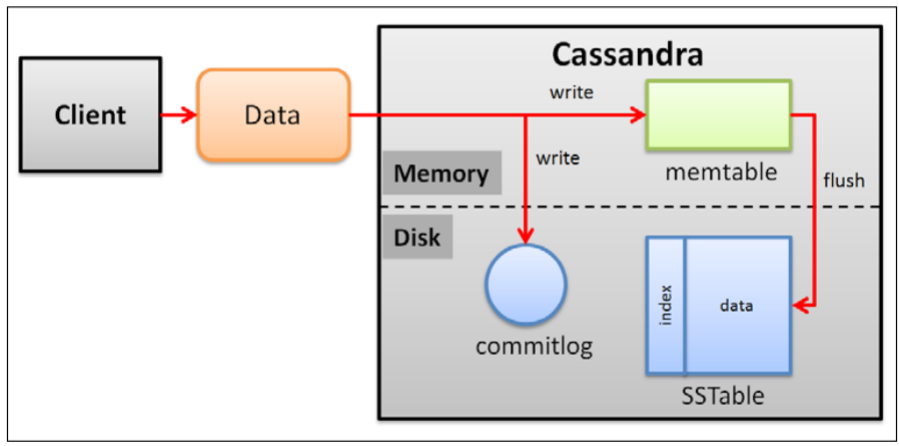 Cassandra
Client
Data
write
write
memtable
Memory
flush
Disk
index
data
commitlog
SSTable